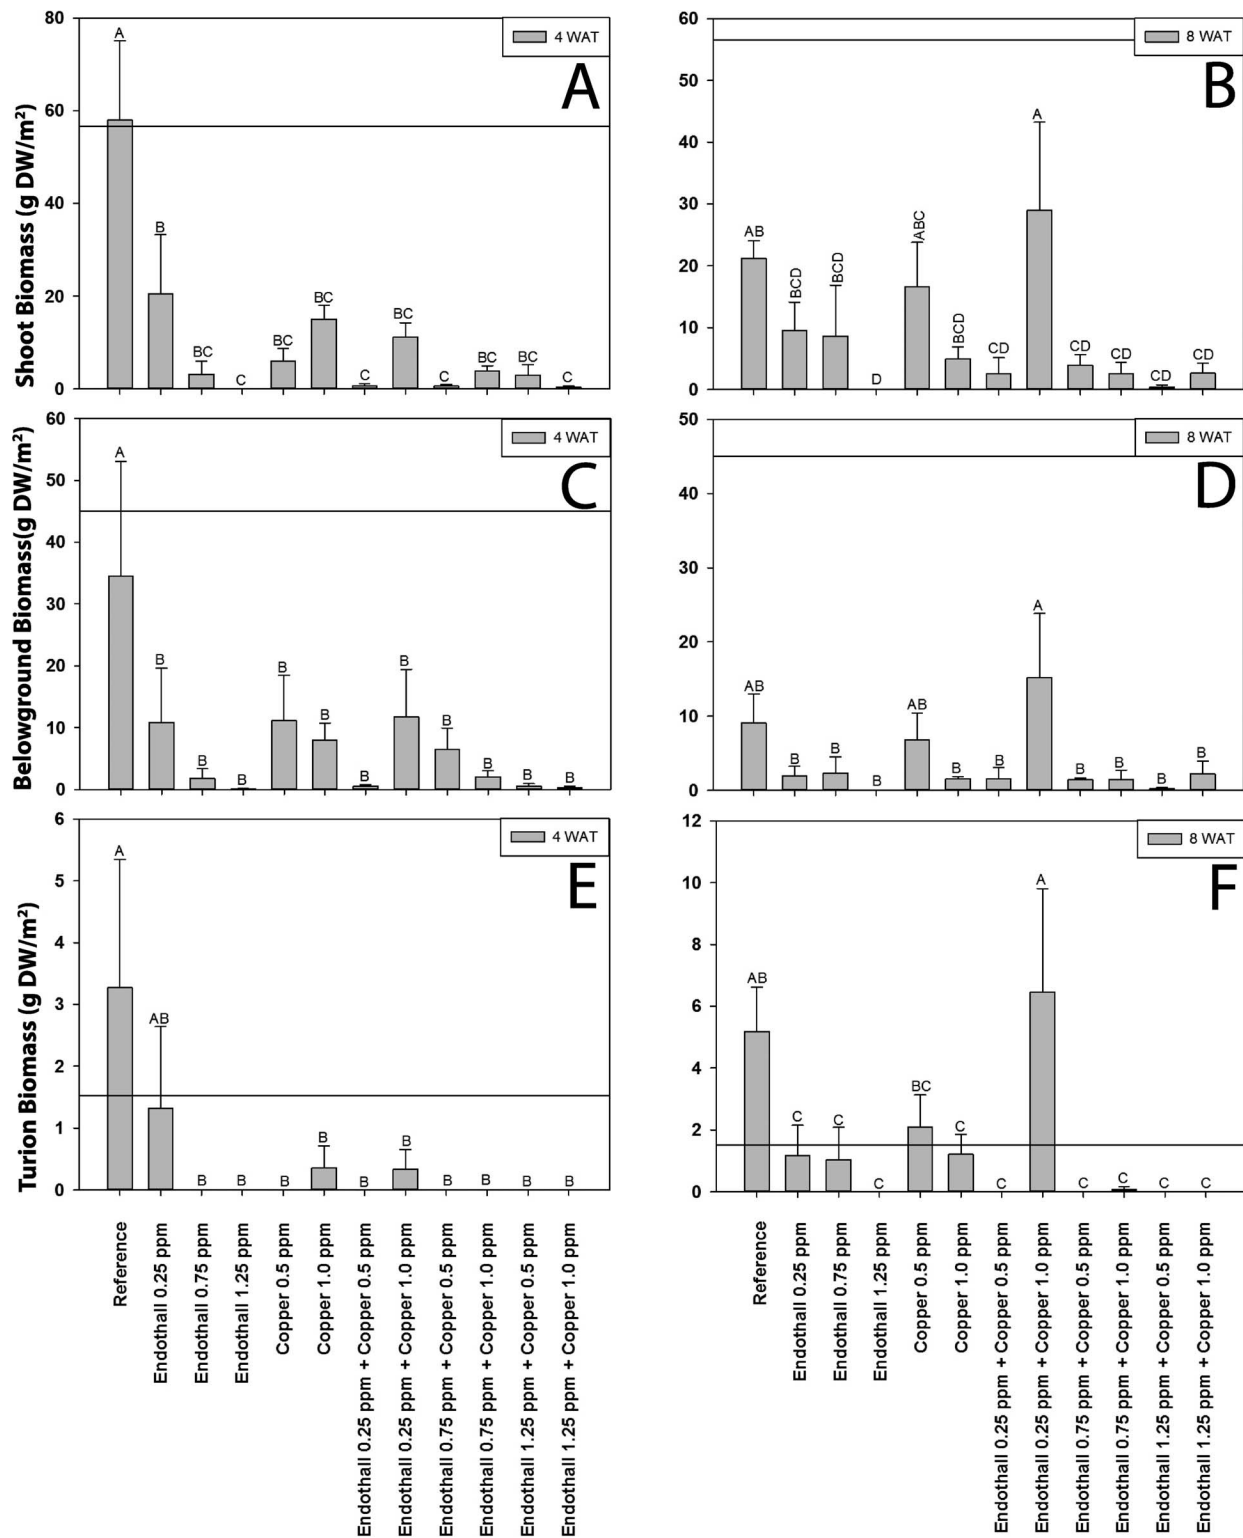 Shoot Biomass (g DW/m²)
80
60
40
20
0
4 WAT
A
A
B
BC
C
BC
BC
C
BC
C
BC
BC
C
60
50
40
30
20
10
0
8 WAT
B
AB
BCD
BCD
D
ABC
BCD
CD
A
CD
CD
CD
CD
Belowground Biomass(g DW/m²)
60
50
40
30
20
10
0
4 WAT
C
A
B
B
B
B
B
B
B
B
B
B
B
50
40
30
20
10
0
8 WAT
D
AB
B
B
B
AB
B
B
A
B
B
B
B
Turion Biomass (g DW/m²)
6
5
4
3
2
1
0
4 WAT
E
A
AB
B
B
B
B
B
B
B
B
B
B
12
10
8
6
4
2
0
8 WAT
F
AB
C
C
C
BC
C
C
A
C
C
C
C
Reference
Endothall 0.25 ppm
Endothall 0.75 ppm
Endothall 1.25 ppm
Copper 0.5 ppm
Copper 1.0 ppm
Endothall 0.25 ppm + Copper 0.5 ppm
Endothall 0.25 ppm + Copper 1.0 ppm
Endothall 0.75 ppm + Copper 0.5 ppm
Endothall 0.75 ppm + Copper 1.0 ppm
Endothall 1.25 ppm + Copper 0.5 ppm
Endothall 1.25 ppm + Copper 1.0 ppm
Reference
Endothall 0.25 ppm
Endothall 0.75 ppm
Endothall 1.25 ppm
Copper 0.5 ppm
Copper 1.0 ppm
Endothall 0.25 ppm + Copper 0.5 ppm
Endothall 0.25 ppm + Copper 1.0 ppm
Endothall 0.75 ppm + Copper 0.5 ppm
Endothall 0.75 ppm + Copper 1.0 ppm
Endothall 1.25 ppm + Copper 0.5 ppm
Endothall 1.25 ppm + Copper 1.0 ppm